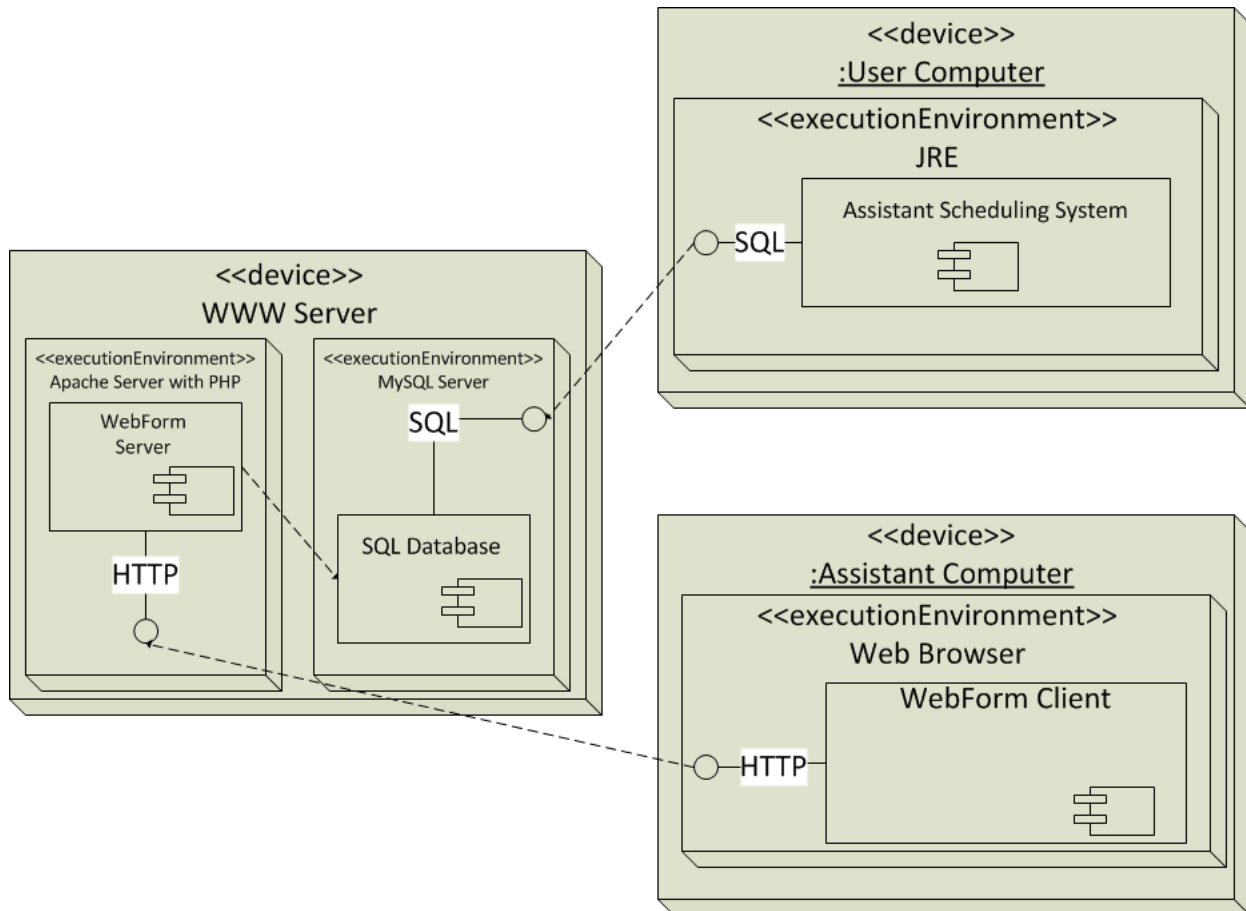 <<device>>
:User Computer
<<executionEnvironment>>
JRE
Assistant Scheduling System
SQL
<<device>>
WWW Server
<<executionEnvironment>>
Apache Server with PHP
WebForm
Server
HTTP
<<executionEnvironment>>
MySQL Server
SQL
SQL Database
<<device>>
:Assistant Computer
<<executionEnvironment>>
Web Browser
WebForm Client
HTTP